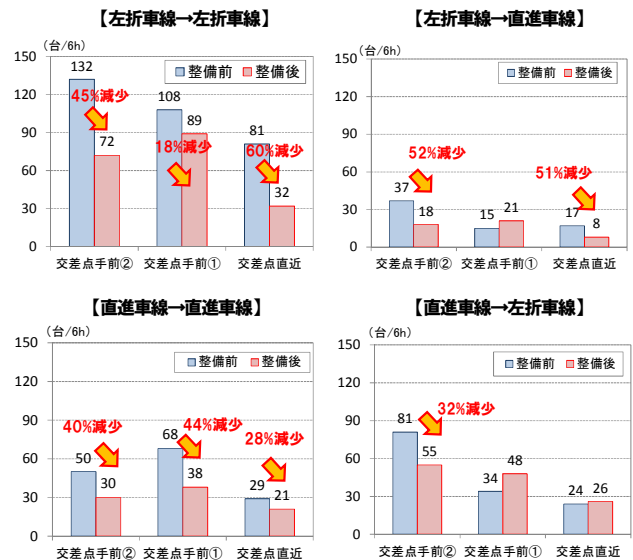 【左折車線→左折車線】
(台/6h)
150
120
90
60
30
0
整備前 整備後
132
72
108
89
81
32
45%減少
18%減少
60%減少
交差点手前② 交差点手前① 交差点直近
【左折車線→直進車線】
(台/6h)
150
120
90
60
30
0
整備前 整備後
52%減少
51%減少
37
18
15
21
17
8
交差点手前② 交差点手前① 交差点直近
【直進車線→直進車線】
(台/6h)
150
120
90
60
30
0
整備前 整備後
40%減少
44%減少
28%減少
50
30
68
38
29
21
交差点手前② 交差点手前① 交差点直近
【直進車線→左折車線】
(台/6h)
150
120
90
60
30
0
整備前 整備後
32%減少
81
55
34
48
24
26
交差点手前② 交差点手前① 交差点直近